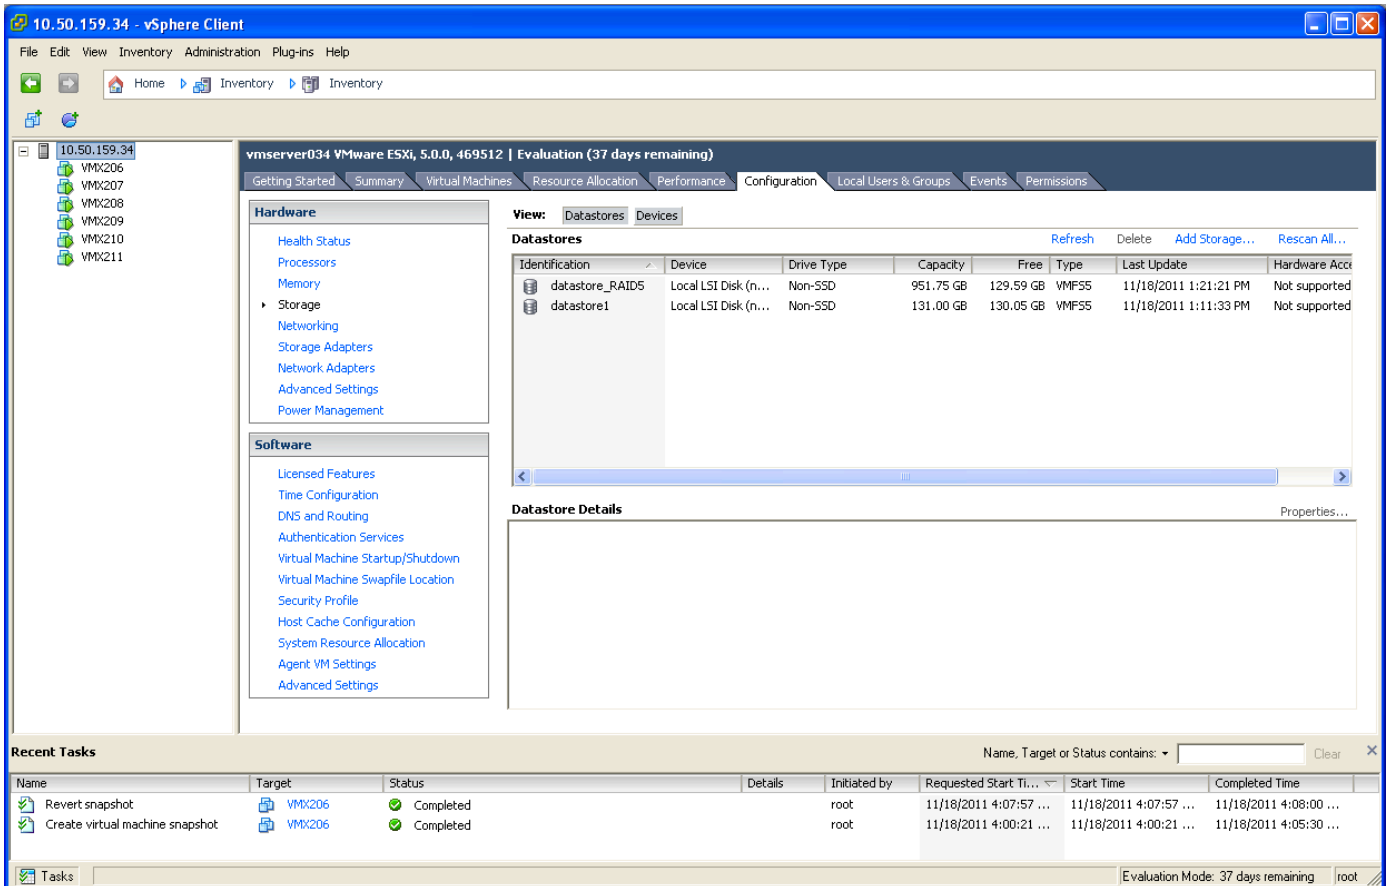 10.50.159.34 - vSphere Client
File Edit View Inventory Administration Plug-ins Help
Home Inventory Inventory
10.50.159.34
VMX206
VMX207
VMX208
VMX209
VMX210
VMX211
vmserver034 VMware ESXi, 5.0.0, 469512 | Evaluation (37 days remaining)
Getting Started Summary Virtual Machines Resource Allocation Performance Configuration Local Users & Groups Events Permissions
Hardware
Health Status
Processors
Memory
Storage
Networking
Storage Adapters
Network Adapters
Advanced Settings
Power Management
Software
Licensed Features
Time Configuration
DNS and Routing
Authentication Services
Virtual Machine Startup/Shutdown
Virtual Machine Swapfile Location
Security Profile
Host Cache Configuration
System Resource Allocation
Agent VM Settings
Advanced Settings
View: Datastores Devices
Datastores Refresh Delete Add Storage... Rescan All...
Identification Device Drive Type Capacity Free Type Last Update Hardware Acce
datastore_RAID5 Local LSI Disk (n... Non-SSD 951.75 GB 129.59 GB VMFS5 11/18/2011 1:21:21 PM Not supported
datastore1 Local LSI Disk (n... Non-SSD 131.00 GB 130.05 GB VMFS5 11/18/2011 1:11:33 PM Not supported
Datastore Details Properties...
Recent Tasks Name, Target or Status contains: Clear
Name Target Status Details Initiated by Requested Start Ti... Start Time Completed Time
Revert snapshot VMX206 Completed root 11/18/2011 4:07:57 ... 11/18/2011 4:07:57 ... 11/18/2011 4:08:00 ...
Create virtual machine snapshot VMX206 Completed root 11/18/2011 4:00:21 ... 11/18/2011 4:00:21 ... 11/18/2011 4:05:30 ...
Tasks Evaluation Mode: 37 days remaining root